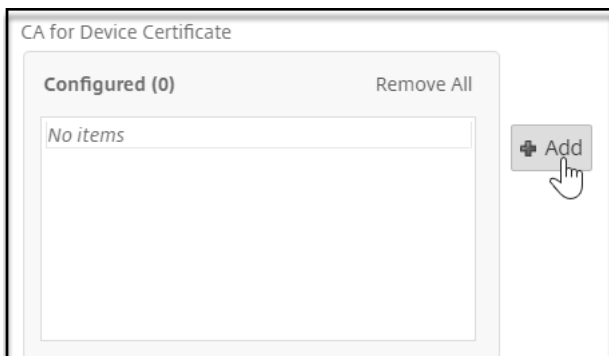 CA for Device Certificate
Configured (0) Remove All
No items
Add